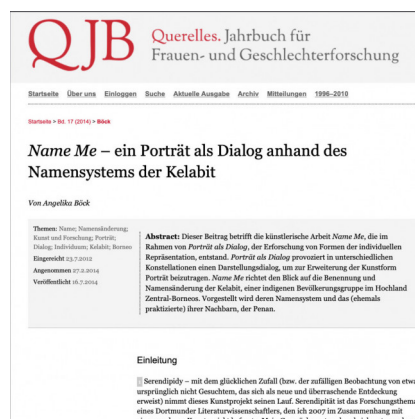 QJB
Querelles. Jahrbuch für
Frauen- und Geschlechterforschung
Startseite Über uns Einloggen Suche Aktuelle Ausgabe Archiv Mitteilungen 1996–2010
Startseite > Bd. 17 (2014) > Böck
Name Me – ein Porträt als Dialog anhand des
Namensystems der Kelabit
Von Angelika Böck
Themen: Name; Namensänderung;
Kunst und Forschung; Porträt;
Dialog; Individuum; Kelabit; Borneo
Eingereicht 23.7.2012
Angenommen 27.2.2014
Veröffentlicht 16.7.2014
Abstract: Dieser Beitrag betrifft die künstlerische Arbeit Name Me, die im
Rahmen von Porträt als Dialog, der Erforschung von Formen der individuellen
Repräsentation, entstand. Porträt als Dialog provoziert in unterschiedlichen
Konstellationen einen Darstellungsdialog, um zur Erweiterung der Kunstform
Porträt beizutragen. Name Me richtet den Blick auf die Benennung und
Namensänderung der Kelabit, einer indigenen Bevölkerungsgruppe im Hochland
Zentral-Borneos. Vorgestellt wird deren Namensystem und das (ehemals
praktizierte) ihrer Nachbarn, der Penan.
Einleitung
Serendipidy – mit dem glücklichen Zufall (bzw. der zufälligen Beobachtung von etwa
ursprünglich nicht Gesuchtem, das sich als neue und überraschende Entdeckung
erweist) nimmt dieses Kunstprojekt seinen Lauf. Serendipität ist das Forschungsthema
eines Dortmunder Literaturwissenschaftlers, den ich 2007 im Zusammenhang mit